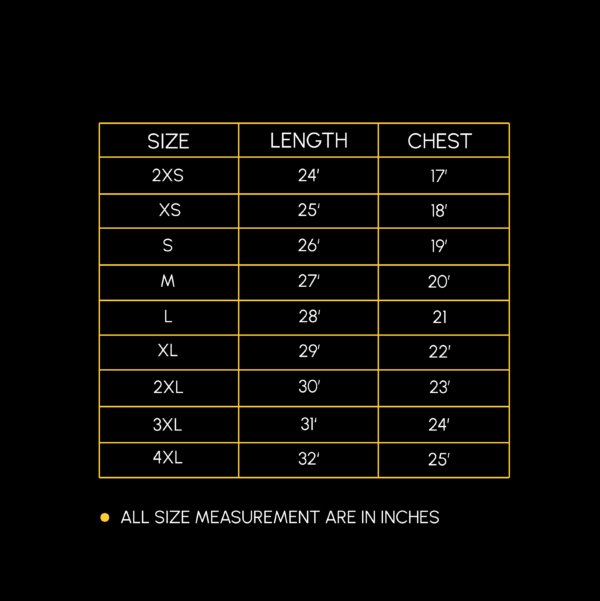 SIZE LENGTH CHEST
2XS 24' 17'
XS 25' 18'
S 26' 19'
M 27' 20'
L 28' 21
XL 29' 22'
2XL 30' 23'
3XL 31' 24'
4XL 32' 25'
ALL SIZE MEASUREMENT ARE IN INCHES